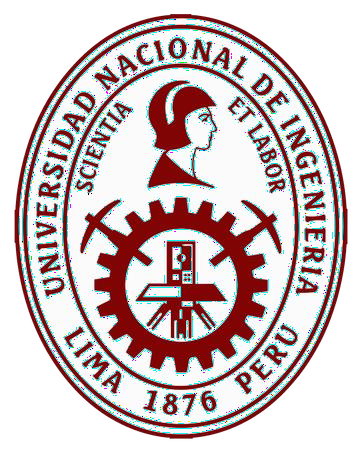 UNIVERSIDAD NACIONAL DE INGENIERIA
SCIENTIA ET LABOR
LIMA 1876 PERU